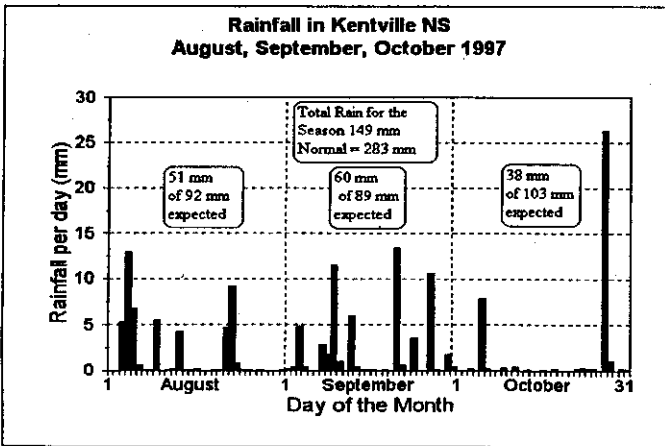 Rainfall in Kentville NS
August, September, October 1997
Rainfall per day (mm)
30
25
20
15
10
5
0
Total Rain for the
Season 149 mm
Normal = 283 mm
51 mm
of 92 mm
expected
60 mm
of 89 mm
expected
38 mm
of 103 mm
expected
1 August 1 September 1 October 31
Day of the Month